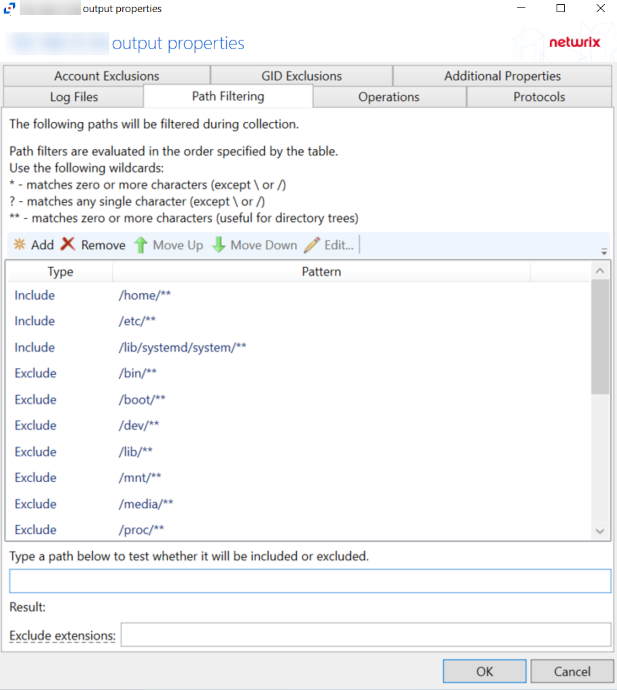 output properties
output properties
netwrix
Account Exclusions GID Exclusions Additional Properties
Log Files Path Filtering Operations Protocols
The following paths will be filtered during collection.
Path filters are evaluated in the order specified by the table.
Use the following wildcards:
* - matches zero or more characters (except \ or /)
? - matches any single character (except \ or /)
** - matches zero or more characters (useful for directory trees)
Add Remove Move Up Move Down Edit...
Type Pattern
Include /home/**
Include /etc/**
Include /lib/systemd/system/**
Exclude /bin/**
Exclude /boot/**
Exclude /dev/**
Exclude /lib/**
Exclude /mnt/**
Exclude /media/**
Exclude /proc/**
Type a path below to test whether it will be included or excluded.
Result:
Exclude extensions:
OK Cancel